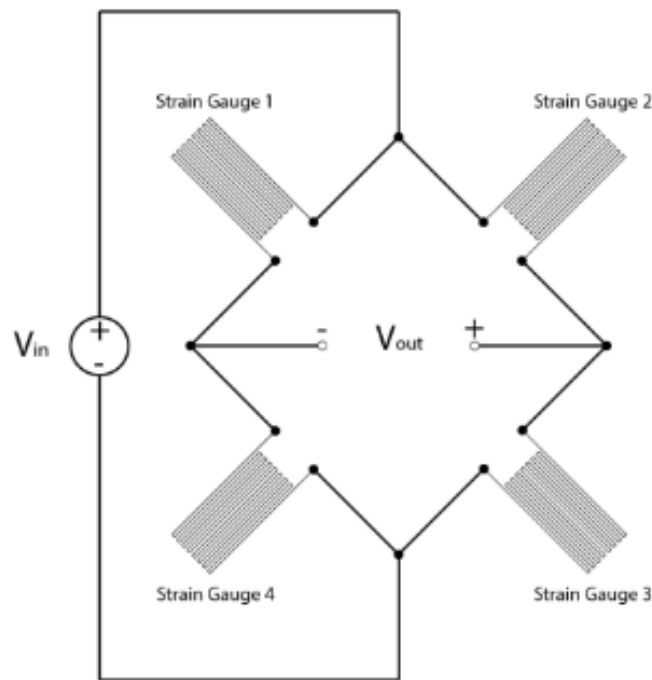 Strain Gauge 1
Strain Gauge 2
Vin
+
-
-
Vout
+
Strain Gauge 4
Strain Gauge 3